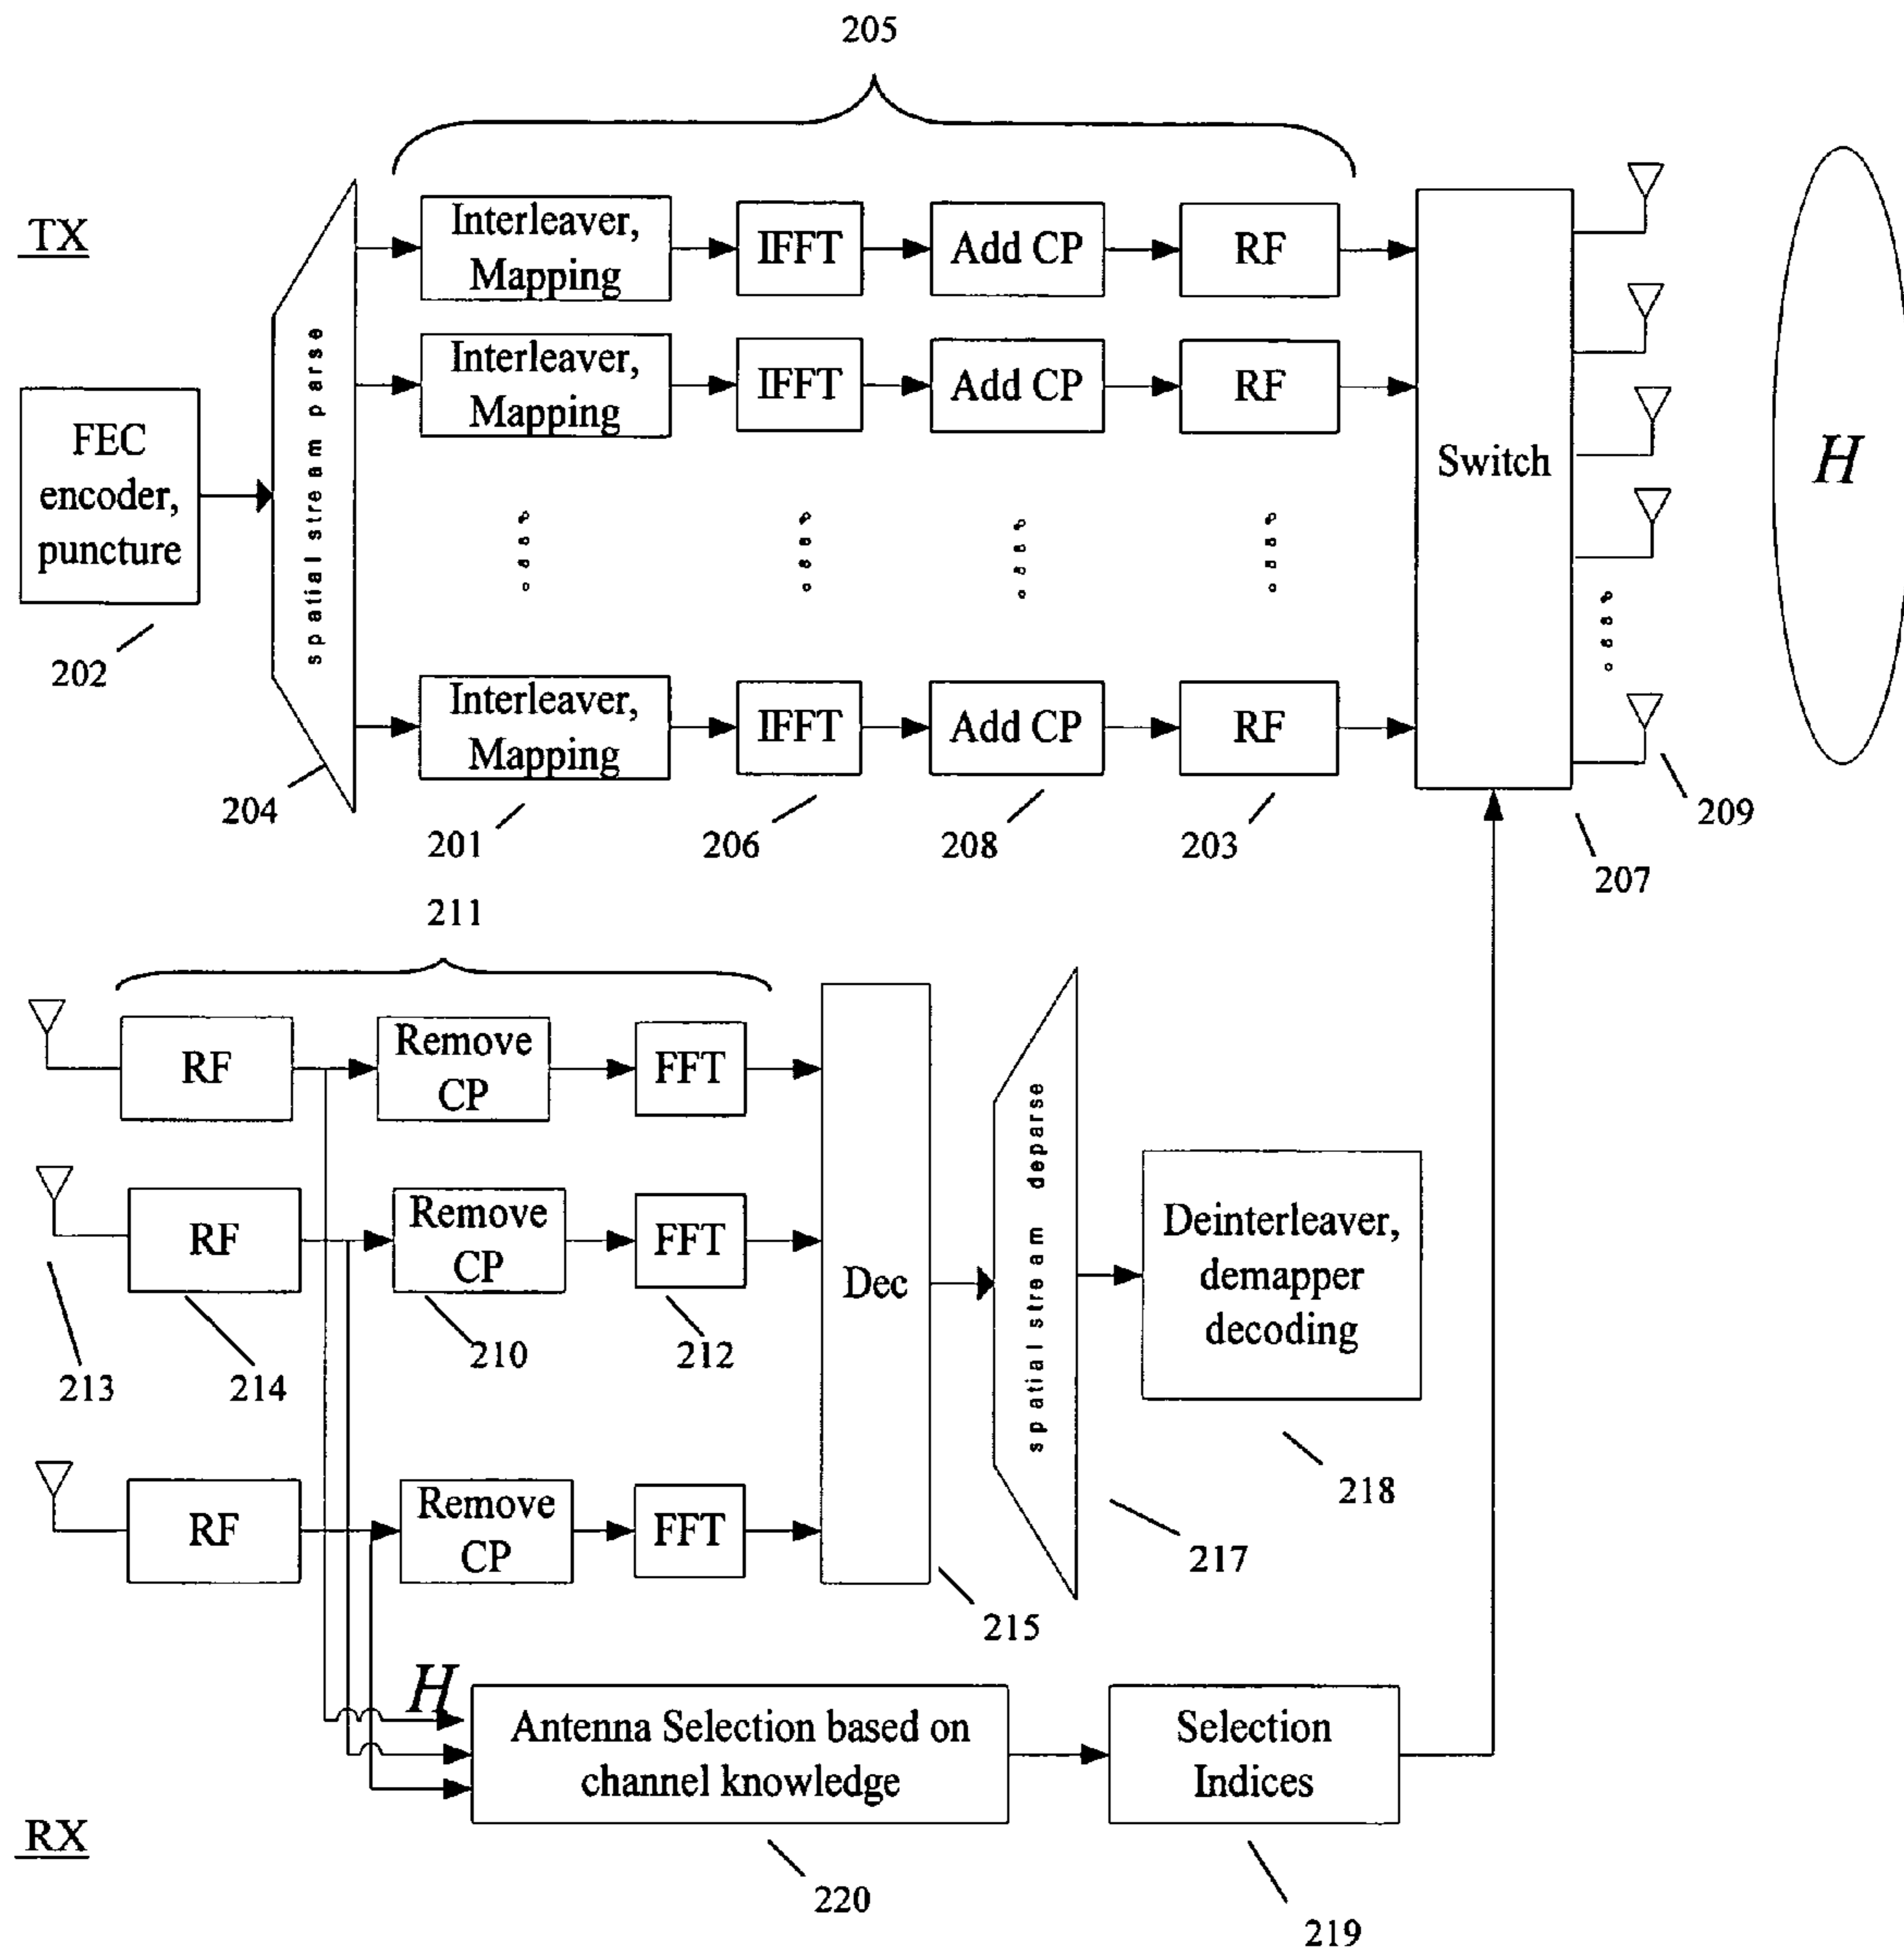 205
TX
Interleaver,
Mapping
IFFT
Add CP
RF
Interleaver,
Mapping
IFFT
Add CP
RF
FEC
encoder,
puncture
spatial stream parse
Switch
H
202
Interleaver,
Mapping
IFFT
Add CP
RF
204
201
206
208
203
209
207
211
RF
Remove
CP
FFT
RF
Remove
CP
FFT
Dec
spatial stream deparse
Deinterleaver,
demapper
decoding
213
214
210
212
218
RF
Remove
CP
FFT
217
215
H
Antenna Selection based on
channel knowledge
Selection
Indices
RX
220
219